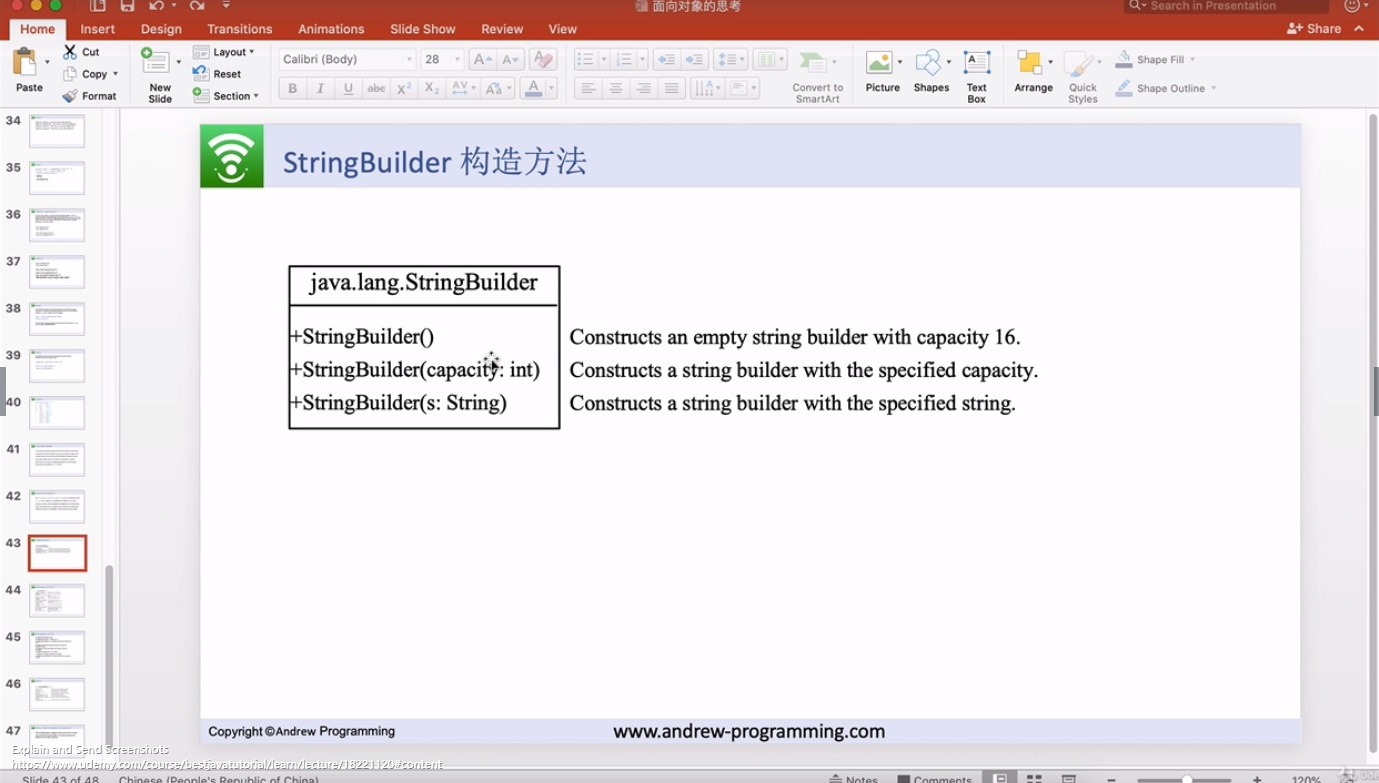 面向对象的思考
Search in Presentation
Home Insert Design Transitions Animations Slide Show Review View Share
Paste
Cut
Copy
Format
New
Slide
Layout
Reset
Section
Calibri (Body) 28
B I U abc X² X₂ A
Convert to
SmartArt
Picture
Shapes
Text
Box
Arrange
Quick
Styles
Shape Fill
Shape Outline
34
35
36
37
38
39
40
41
42
43
44
45
46
47
StringBuilder 构造方法
java.lang.StringBuilder
+StringBuilder() Constructs an empty string builder with capacity 16.
+StringBuilder(capacity: int) Constructs a string builder with the specified capacity.
+StringBuilder(s: String) Constructs a string builder with the specified string.
Copyright ©Andrew Programming www.andrew-programming.com
Explain and Send Screenshots
https://www.udemy.com/course/bestjavatutorial/learn/lecture/18221120#content
Slide 43 of 48 Chinese (People's Republic of China) Notes Comments 120%